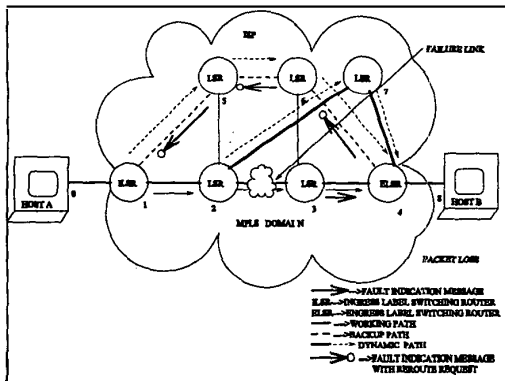 ISP
FAILURE LINK
LSR
LSR
LSR
5
6
7
HOST A
9
ILSR
LSR
LSR
ELSR
8
HOST B
1
2
3
4
MPLS DOMAIN
PACKET LOSS
-->FAULT INDICATION MESSAGE
ILSR-->INGRESS LABEL SWITCHING ROUTER
ELSR-->ENGRESS LABEL SWITCHING ROUTER
-->WORKING PATH
-->BACKUP PATH
--> DYNAMIC PATH
-->FAULT INDICATION MESSAGE
WITH REROUTE REQUEST